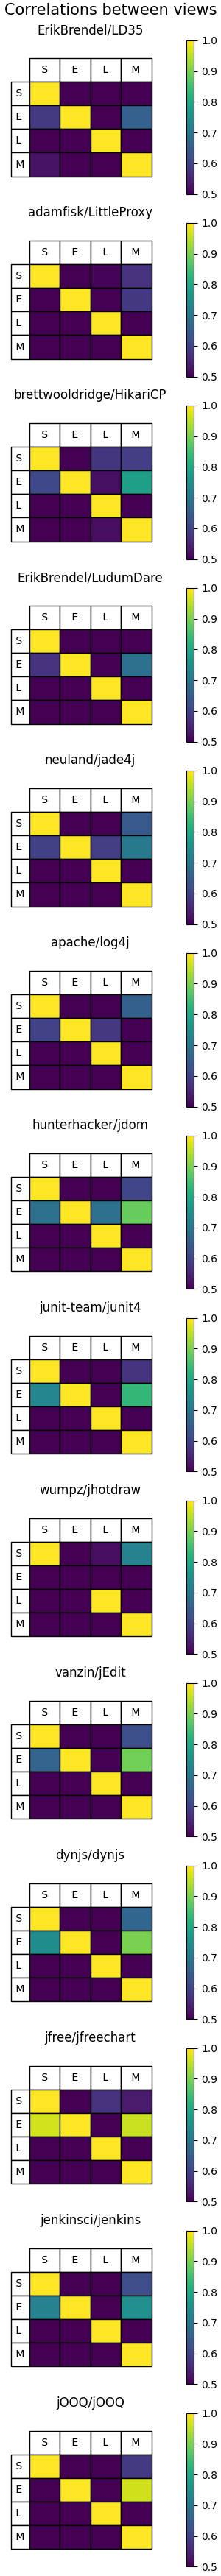 Correlations between views
ErikBrendel/LD35
S E L M
S
E
L
M
1.0
0.9
0.8
0.7
0.6
0.5
adamfisk/LittleProxy
S E L M
S
E
L
M
1.0
0.9
0.8
0.7
0.6
0.5
brettwooldridge/HikariCP
S E L M
S
E
L
M
1.0
0.9
0.8
0.7
0.6
0.5
ErikBrendel/LudumDare
S E L M
S
E
L
M
1.0
0.9
0.8
0.7
0.6
0.5
neuland/jade4j
S E L M
S
E
L
M
1.0
0.9
0.8
0.7
0.6
0.5
apache/log4j
S E L M
S
E
L
M
1.0
0.9
0.8
0.7
0.6
0.5
hunterhacker/jdom
S E L M
S
E
L
M
1.0
0.9
0.8
0.7
0.6
0.5
junit-team/junit4
S E L M
S
E
L
M
1.0
0.9
0.8
0.7
0.6
0.5
wumpz/jhotdraw
S E L M
S
E
L
M
1.0
0.9
0.8
0.7
0.6
0.5
vanzin/jEdit
S E L M
S
E
L
M
1.0
0.9
0.8
0.7
0.6
0.5
dynjs/dynjs
S E L M
S
E
L
M
1.0
0.9
0.8
0.7
0.6
0.5
jfree/jfreechart
S E L M
S
E
L
M
1.0
0.9
0.8
0.7
0.6
0.5
jenkinsci/jenkins
S E L M
S
E
L
M
1.0
0.9
0.8
0.7
0.6
0.5
jOOQ/jOOQ
S E L M
S
E
L
M
1.0
0.9
0.8
0.7
0.6
0.5